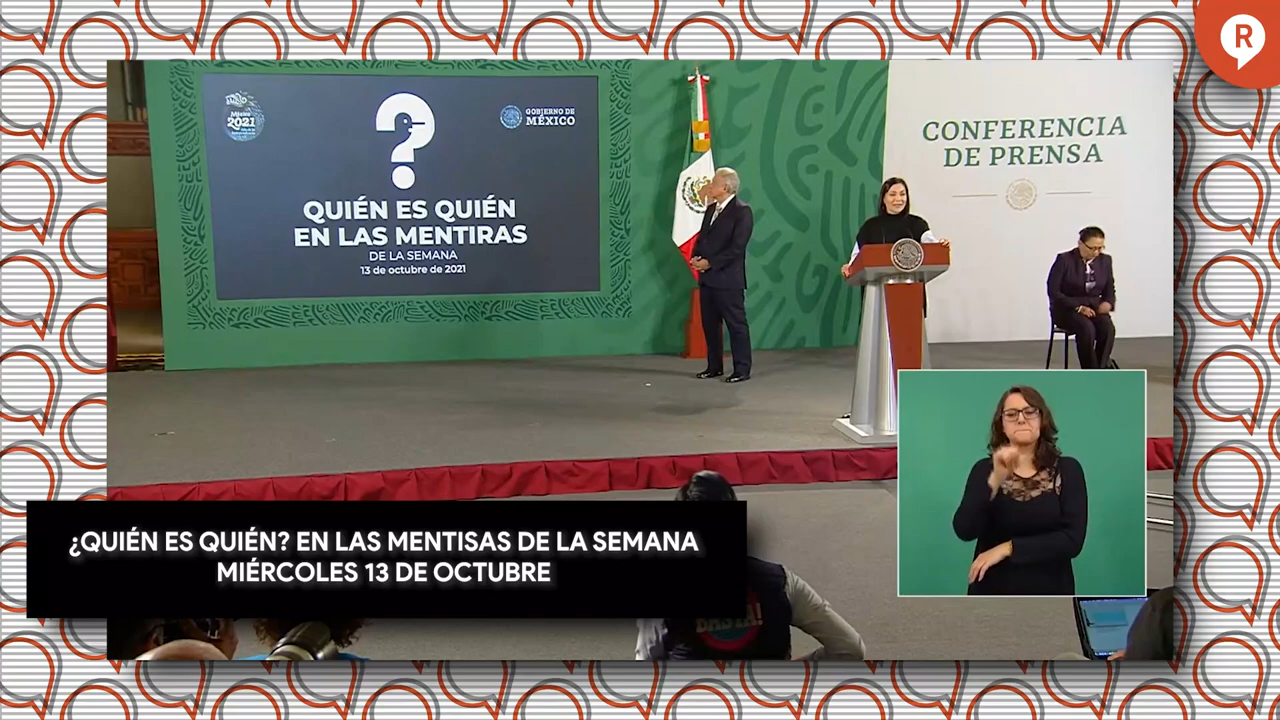 R
México
2021
GOBIERNO DE
MÉXICO
QUIÉN ES QUIÉN
EN LAS MENTIRAS
DE LA SEMANA
13 de octubre de 2021
CONFERENCIA
DE PRENSA
¿QUIÉN ES QUIÉN? EN LAS MENTISAS DE LA SEMANA
MIÉRCOLES 13 DE OCTUBRE
BASTA!